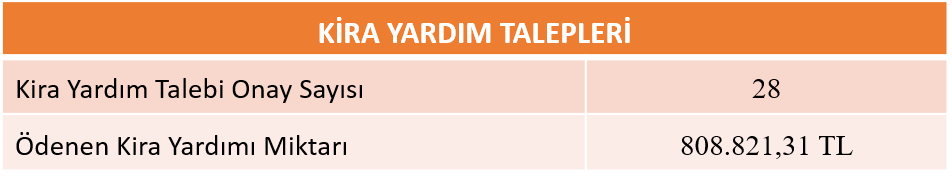 KİRA YARDIM TALEPLERİ
Kira Yardım Talebi Onay Sayısı 28
Ödenen Kira Yardımı Miktarı 808.821,31 TL